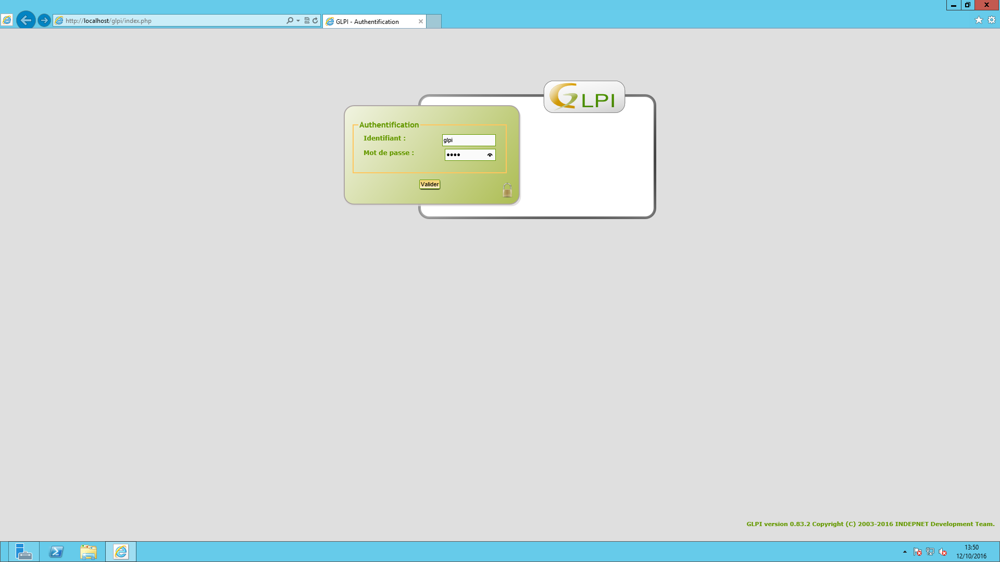 http://localhost/glpi/index.php
GLPI - Authentification
GLPI
Authentification
Identifiant :
glpi
Mot de passe :
••••
Valider
GLPI version 0.83.2 Copyright (C) 2003-2016 INDEPNET Development Team.
13:50
12/10/2016